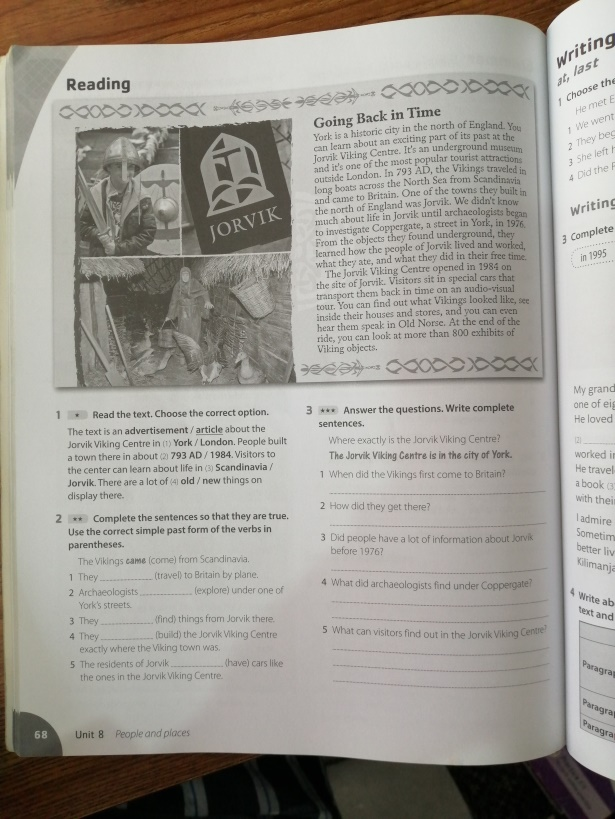 Reading
JORVIK
Going Back in Time
York is a historic city in the north of England. You
can learn about an exciting part of its past at the
Jorvik Viking Centre. It's an underground museum
and it's one of the most popular tourist attractions
outside London. In 793 AD, the Vikings traveled in
long boats across the North Sea from Scandinavia
and came to Britain. One of the towns they built in
the north of England was Jorvik. We didn't know
much about life in Jorvik until archaeologists began
to investigate Coppergate, a street in York, in 1976.
From the objects they found underground, they
learned how the people of Jorvik lived and worked,
what they ate, and what they did in their free time.
The Jorvik Viking Centre opened in 1984 on
the site of Jorvik. Visitors sit in special cars that
transport them back in time on an audio-visual
tour. You can find out what Vikings looked like, see
inside their houses and stores, and you can even
hear them speak in Old Norse. At the end of the
ride, you can look at more than 800 exhibits of
Viking objects.
1 * Read the text. Choose the correct option.
The text is an advertisement / article about the
Jorvik Viking Centre in (1) York / London. People built
a town there in about (2) 793 AD / 1984. Visitors to
the center can learn about life in (3) Scandinavia /
Jorvik. There are a lot of (4) old / new things on
display there.
2 ** Complete the sentences so that they are true.
Use the correct simple past form of the verbs in
parentheses.
The Vikings came (come) from Scandinavia.
1 They __________ (travel) to Britain by plane.
2 Archaeologists __________ (explore) under one of
York's streets.
3 They __________ (find) things from Jorvik there.
4 They __________ (build) the Jorvik Viking Centre
exactly where the Viking town was.
5 The residents of Jorvik __________ (have) cars like
the ones in the Jorvik Viking Centre.
3 *** Answer the questions. Write complete
sentences.
Where exactly is the Jorvik Viking Centre?
The Jorvik Viking Centre is in the city of York.
1 When did the Vikings first come to Britain?
2 How did they get there?
3 Did people have a lot of information about Jorvik
before 1976?
4 What did archaeologists find under Coppergate?
5 What can visitors find out in the Jorvik Viking Centre?
68 Unit 8 People and places
Writing
at, last
1 Choose the
He met
1 We went
2 They
3 She left
4 Did the
Writing
3 Complete
in 1995
My
one of
He loved
(2)
worked
He
a book (3)
with
I admire
better
4 Write
text and